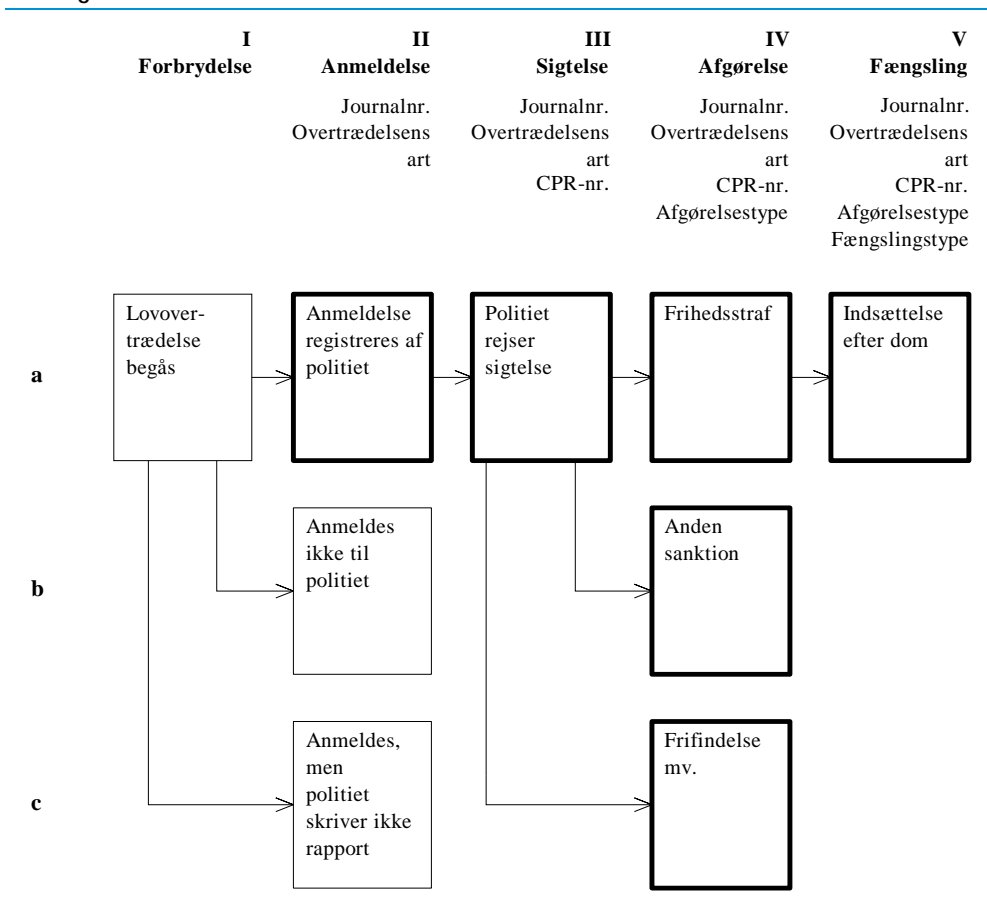 I
II
III
IV
V
Forbrydelse
Anmeldelse
Sigtelse
Afgørelse
Fængsling
Journalnr.
Overtrædelsens
art
Journalnr.
Overtrædelsens
art
CPR-nr.
Journalnr.
Overtrædelsens
art
CPR-nr.
Afgørelsestype
Journalnr.
Overtrædelsens
art
CPR-nr.
Afgørelsestype
Fængslingstype
a
Lovover-
trædelse
begås
Anmeldelse
registreres af
politiet
Politiet
rejser
sigtelse
Frihedsstraf
Indsættelse
efter dom
b
Anmeldes
ikke til
politiet
Anden
sanktion
c
Anmeldes,
men
politiet
skriver ikke
rapport
Frifindelse
mv.